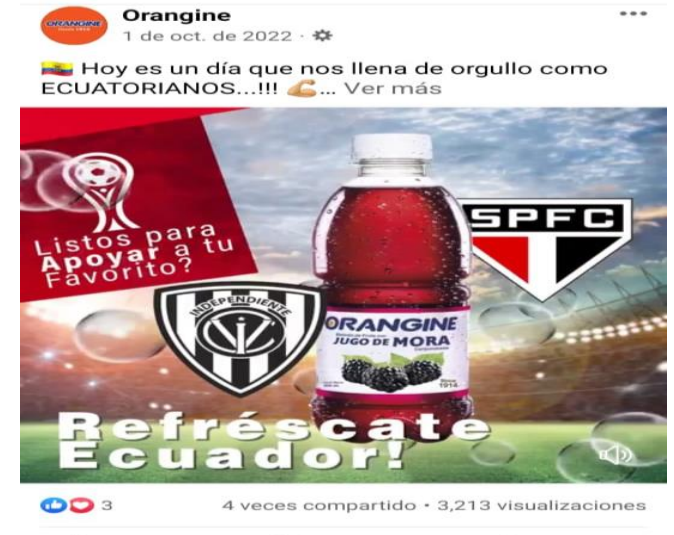 ORANGINE
Orangine
1 de oct. de 2022 ·
Hoy es un día que nos llena de orgullo como
ECUATORIANOS...!!! 💪... Ver más
Listos para
Apoyar a tu
Favorito?
SPFC
INDEPENDIENTE
ORANGINE
JUGO DE MORA
Since
1914
Refréscate
Ecuador!
3
4 veces compartido • 3,213 visualizaciones